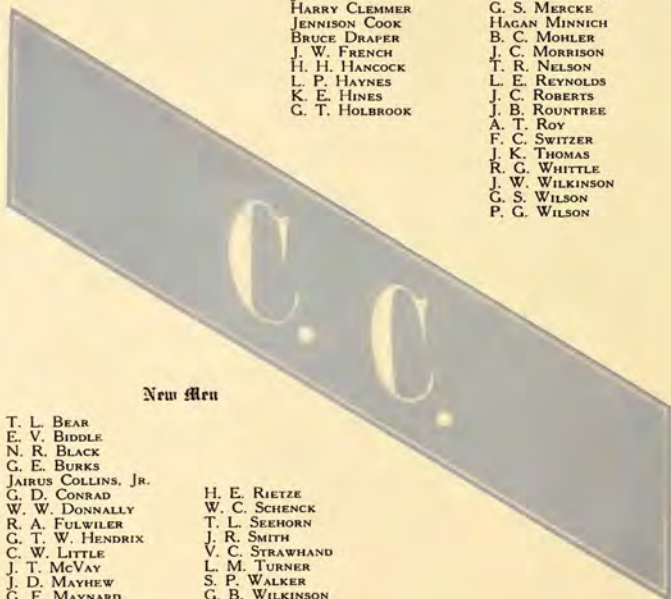 HARRY CLEMMER
JENNISON COOK
BRUCE DRAPER
J. W. FRENCH
H. H. HANCOCK
L. P. HAYNES
K. E. HINES
G. T. HOLBROOK
G. S. MERCKE
HAGAN MINNICH
B. C. MOHLER
J. C. MORRISON
T. R. NELSON
L. E. REYNOLDS
J. C. ROBERTS
J. B. ROUNTREE
A. T. ROY
F. C. SWITZER
J. K. THOMAS
R. G. WHITTLE
J. W. WILKINSON
G. S. WILSON
P. G. WILSON
C. C.
New Men
T. L. BEAR
E. V. BIDDLE
N. R. BLACK
G. E. BURKS
JAIRUS COLLINS, JR.
G. D. CONRAD
W. W. DONNALLY
R. A. FULWILER
G. T. W. HENDRIX
C. W. LITTLE
J. T. MCVAY
J. D. MAYHEW
G. F. MAYNARD
H. E. RIETZE
W. C. SCHENCK
T. L. SEEHORN
J. R. SMITH
V. C. STRAWHAND
L. M. TURNER
S. P. WALKER
G. B. WILKINSON